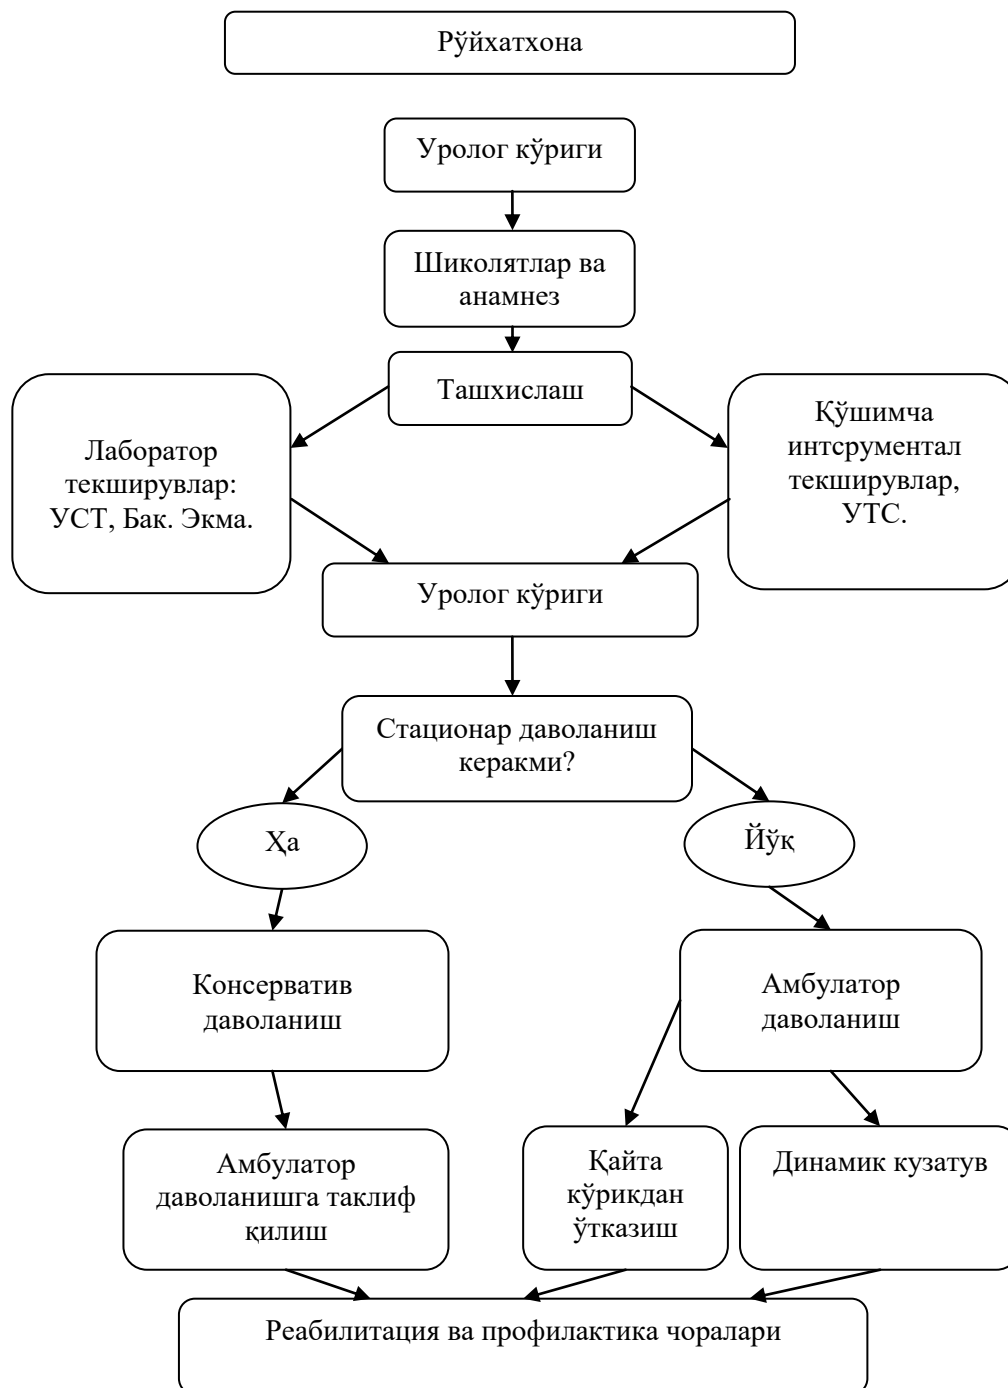 Рўйхатхона
Уролог кўриги
Шиколятлар ва
анамнез
Ташхислаш
Лаборатор
текширувлар:
УСТ, Бак. Экма.
Қўшимча
интсрументал
текширувлар,
УТС.
Уролог кўриги
Стационар даволаниш
керакми?
Ҳа
Йўқ
Консерватив
даволаниш
Амбулатор
даволаниш
Амбулатор
даволанишга таклиф
қилиш
Қайта
кўрикдан
ўтказиш
Динамик кузатув
Реабилитация ва профилактика чоралари